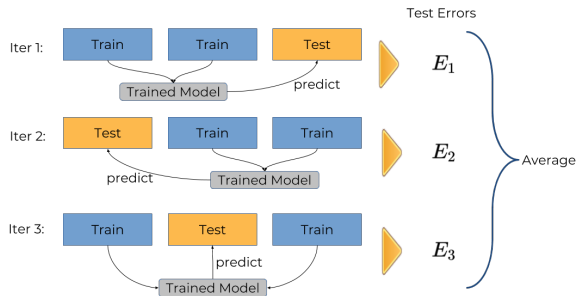 Test Errors
Iter 1:
Train
Train
Test
Trained Model
predict
E1
Iter 2:
Test
Train
Train
predict
Trained Model
E2
Average
Iter 3:
Train
Test
Train
predict
Trained Model
E3